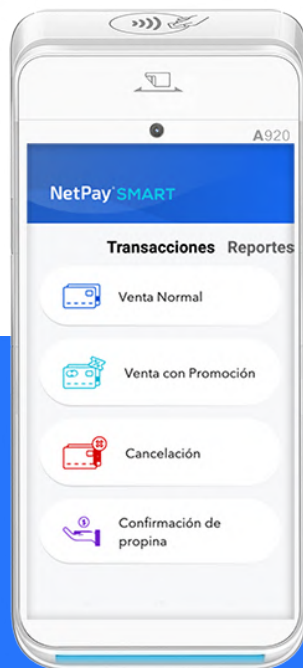 A920
NetPay SMART
Transacciones Reportes
Venta Normal
Venta con Promoción
Cancelación
Confirmación de
propina